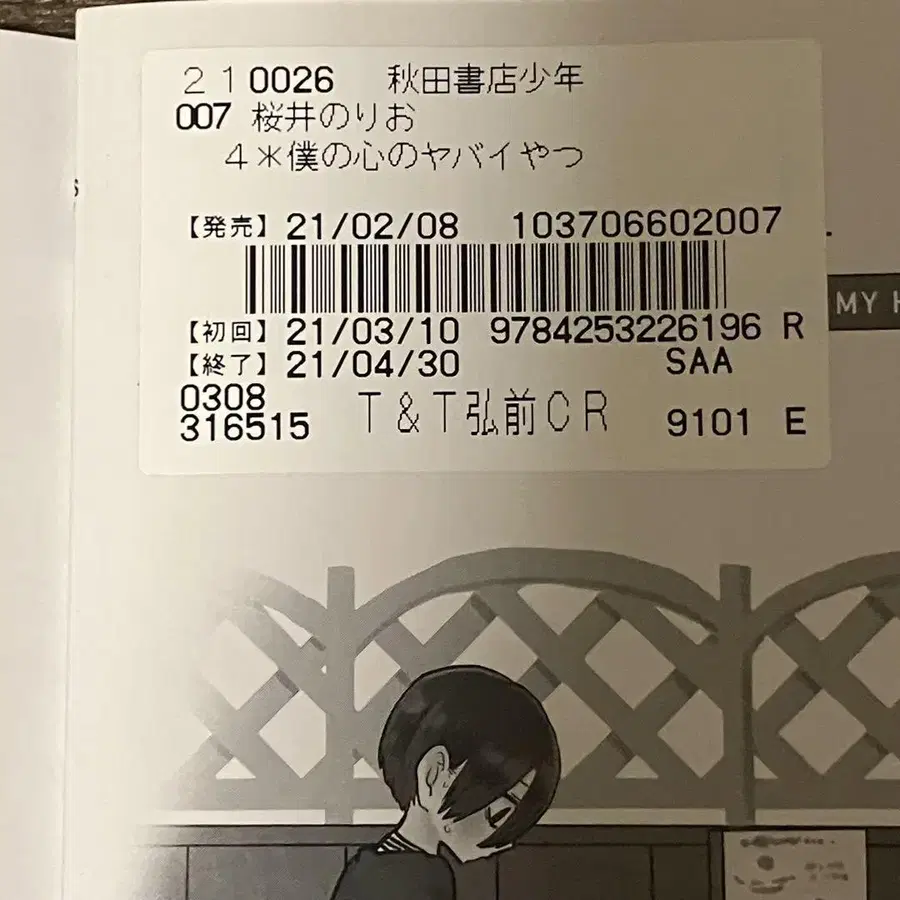 ２１0026 秋田書店少年
007 桜井のりお
４＊僕の心のヤバイやつ
【発売】21/02/08 103706602007
【初回】21/03/10 9784253226196 R
【終了】21/04/30 SAA
0308
316515 Ｔ＆Ｔ弘前ＣＲ 9101 E
MY H